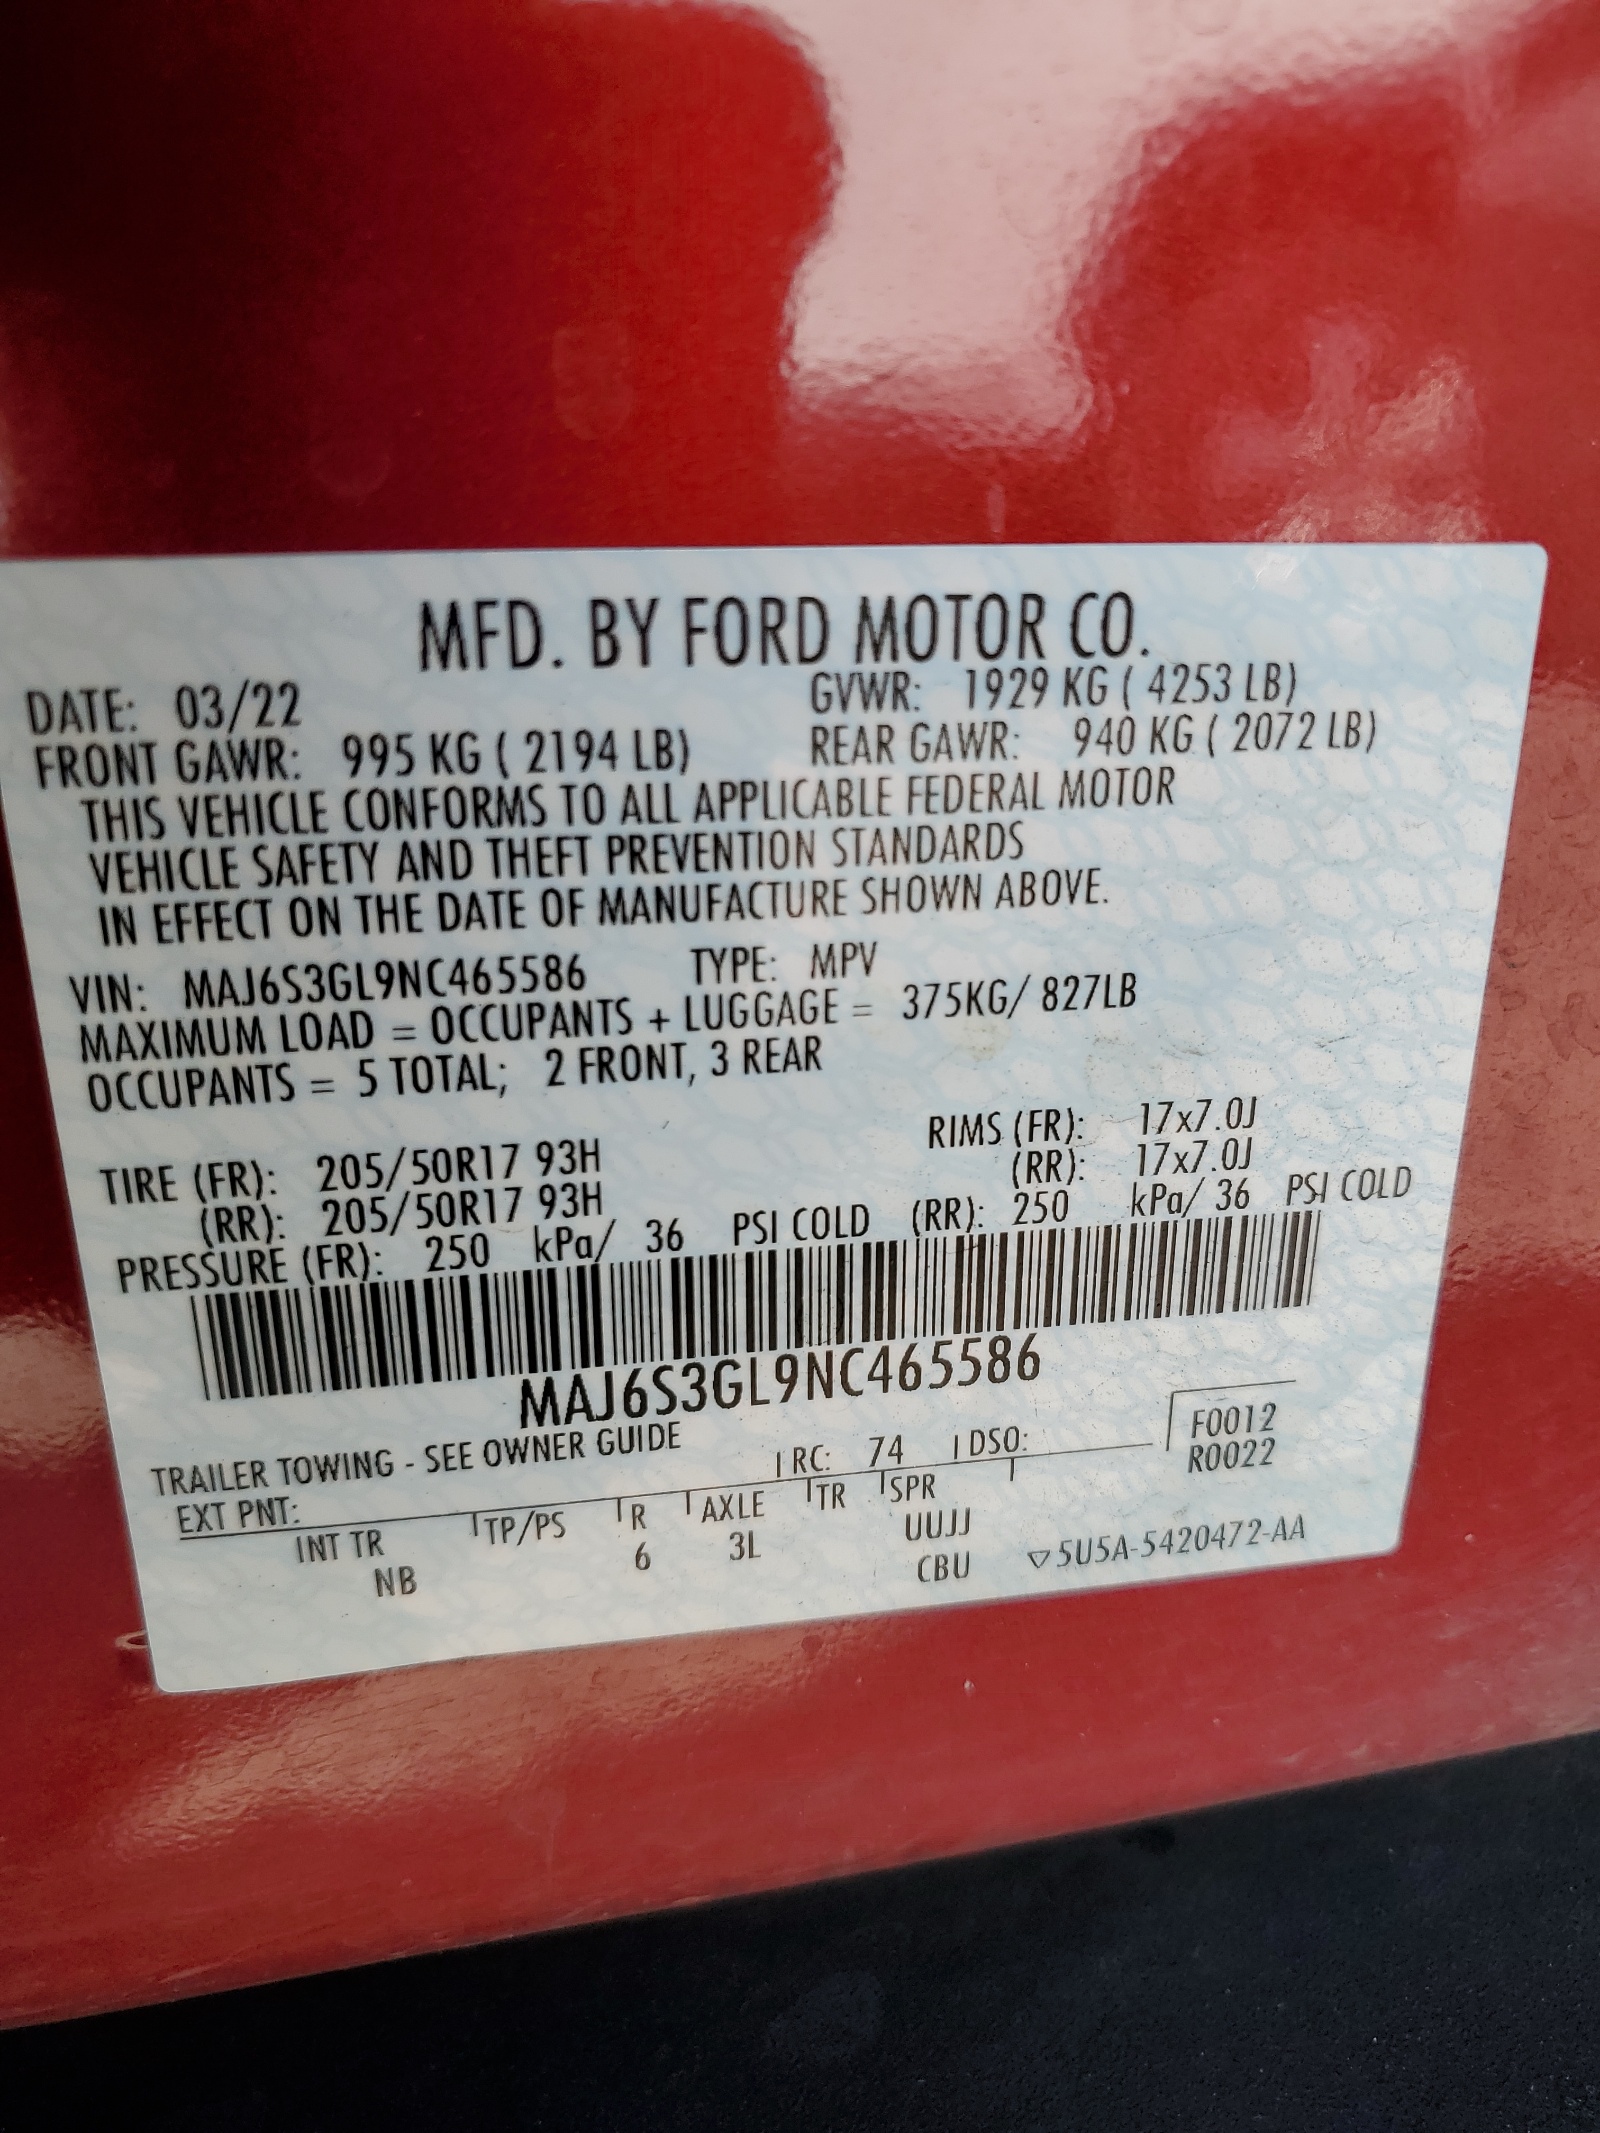 MFD. BY FORD MOTOR CO.
DATE: 03/22 GVWR: 1929 KG ( 4253 LB)
FRONT GAWR: 995 KG ( 2194 LB) REAR GAWR: 940 KG ( 2072 LB)
THIS VEHICLE CONFORMS TO ALL APPLICABLE FEDERAL MOTOR
VEHICLE SAFETY AND THEFT PREVENTION STANDARDS
IN EFFECT ON THE DATE OF MANUFACTURE SHOWN ABOVE.
VIN: MAJ6S3GL9NC465586 TYPE: MPV
MAXIMUM LOAD = OCCUPANTS + LUGGAGE = 375KG/ 827LB
OCCUPANTS = 5 TOTAL; 2 FRONT, 3 REAR
TIRE (FR): 205/50R17 93H RIMS (FR): 17x7.0J
(RR): 205/50R17 93H (RR): 17x7.0J
PRESSURE (FR): 250 kPa/ 36 PSI COLD (RR): 250 kPa/ 36 PSI COLD
MAJ6S3GL9NC465586
TRAILER TOWING - SEE OWNER GUIDE
EXT PNT: RC: 74 DSO: F0012
R0022
INT TR TP/PS R AXLE TR SPR
NB 6 3L UUJJ
CBU ▽5U5A-5420472-AA